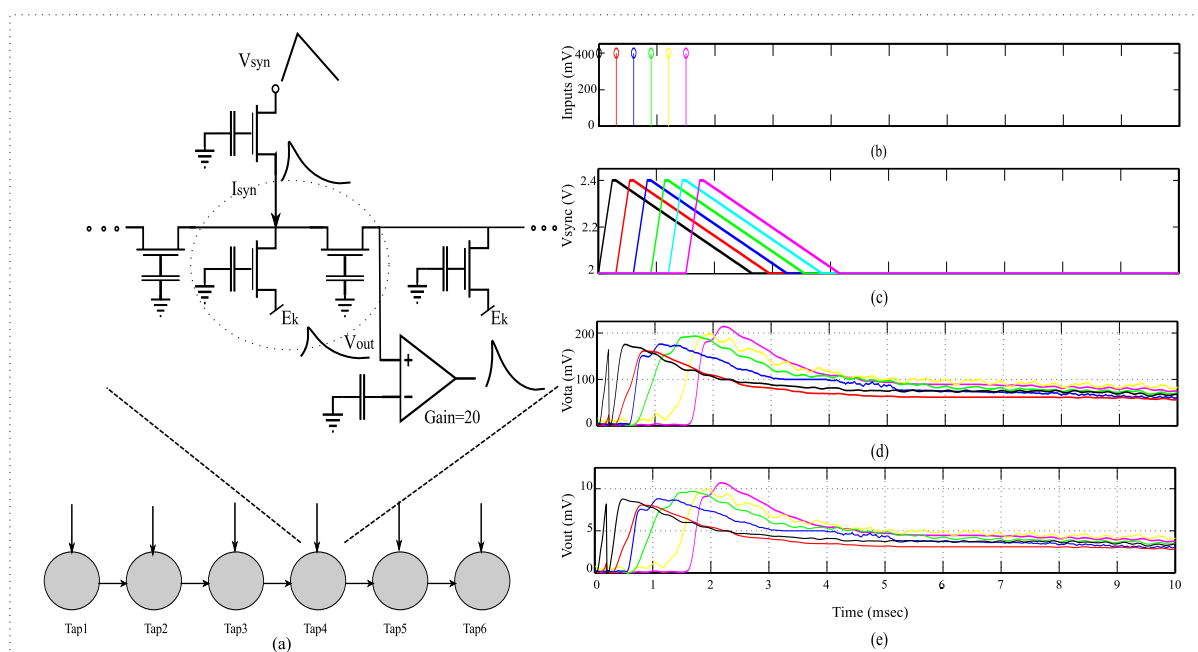 Vsyn
Isyn
Ek
Ek
Vout
+
−
Gain=20
Tap1 Tap2 Tap3 Tap4 Tap5 Tap6
(a)
Inputs (mV)
400
200
0
(b)
Vsync (V)
2.4
2.2
2
(c)
Vota (mV)
200
100
0
(d)
Vout (mV)
10
5
0
0 1 2 3 4 5 6 7 8 9 10
Time (msec)
(e)